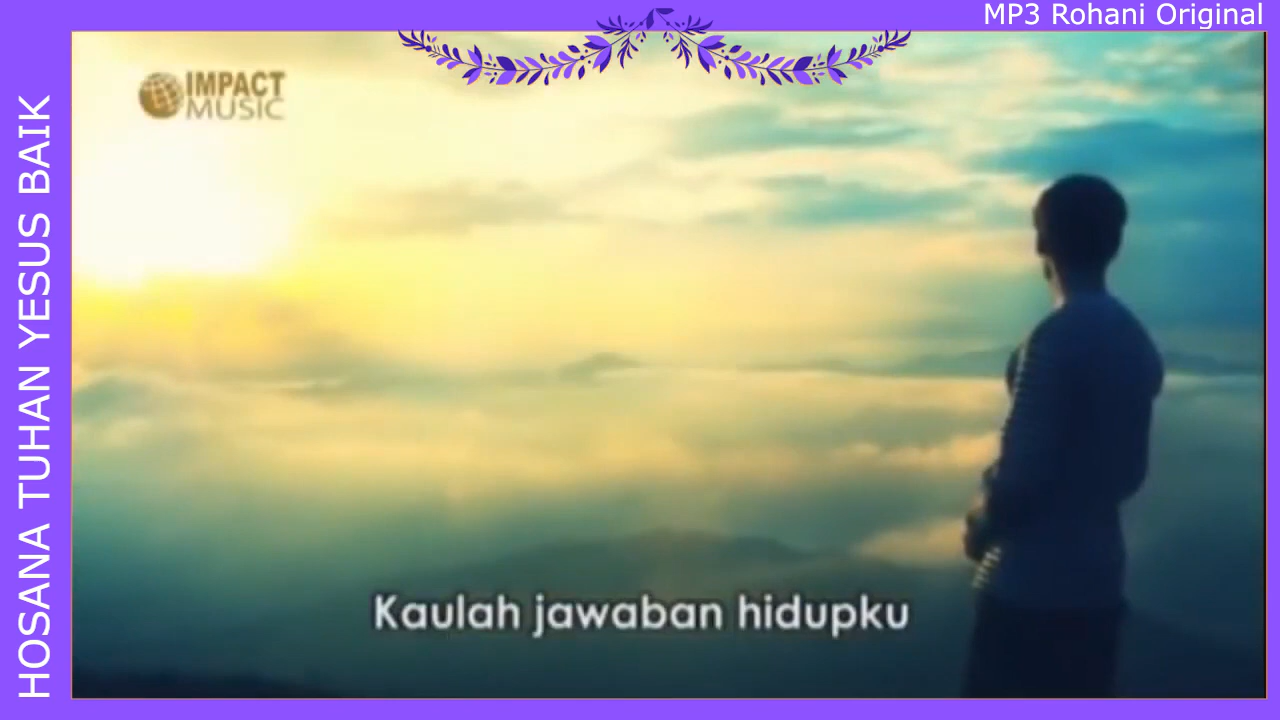 MP3 Rohani Original
IMPACT
MUSIC
HOSANA TUHAN YESUS BAIK
Kaulah jawaban hidupku